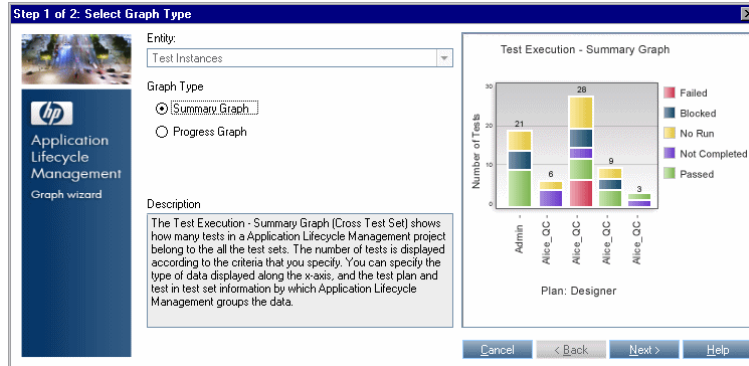 Step 1 of 2: Select Graph Type
hp
Application
Lifecycle
Management
Graph wizard
Entity:
Test Instances
Graph Type
Summary Graph
Progress Graph
Description
The Test Execution - Summary Graph (Cross Test Set) shows
how many tests in a Application Lifecycle Management project
belong to the all the test sets. The number of tests is displayed
according to the criteria that you specify. You can specify the
type of data displayed along the x-axis, and the test plan and
test in test set information by which Application Lifecycle
Management groups the data.
Test Execution - Summary Graph
Number of Tests
30
20
10
0
21
6
28
9
3
Admin -
Alice_QC -
Alice_QC -
Alice_QC -
Alice_QC -
Plan: Designer
Failed
Blocked
No Run
Not Completed
Passed
Cancel
< Back
Next >
Help